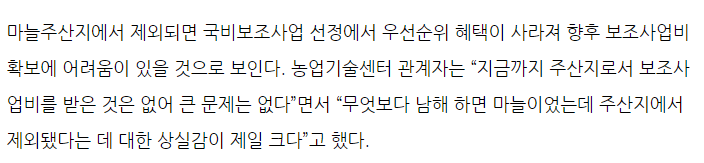 마늘주산지에서 제외되면 국비보조사업 선정에서 우선순위 혜택이 사라져 향후 보조사업비
확보에 어려움이 있을 것으로 보인다. 농업기술센터 관계자는 “지금까지 주산지로서 보조사
업비를 받은 것은 없어 큰 문제는 없다”면서 “무엇보다 남해 하면 마늘이었는데 주산지에서
제외됐다는 데 대한 상실감이 제일 크다”고 했다.